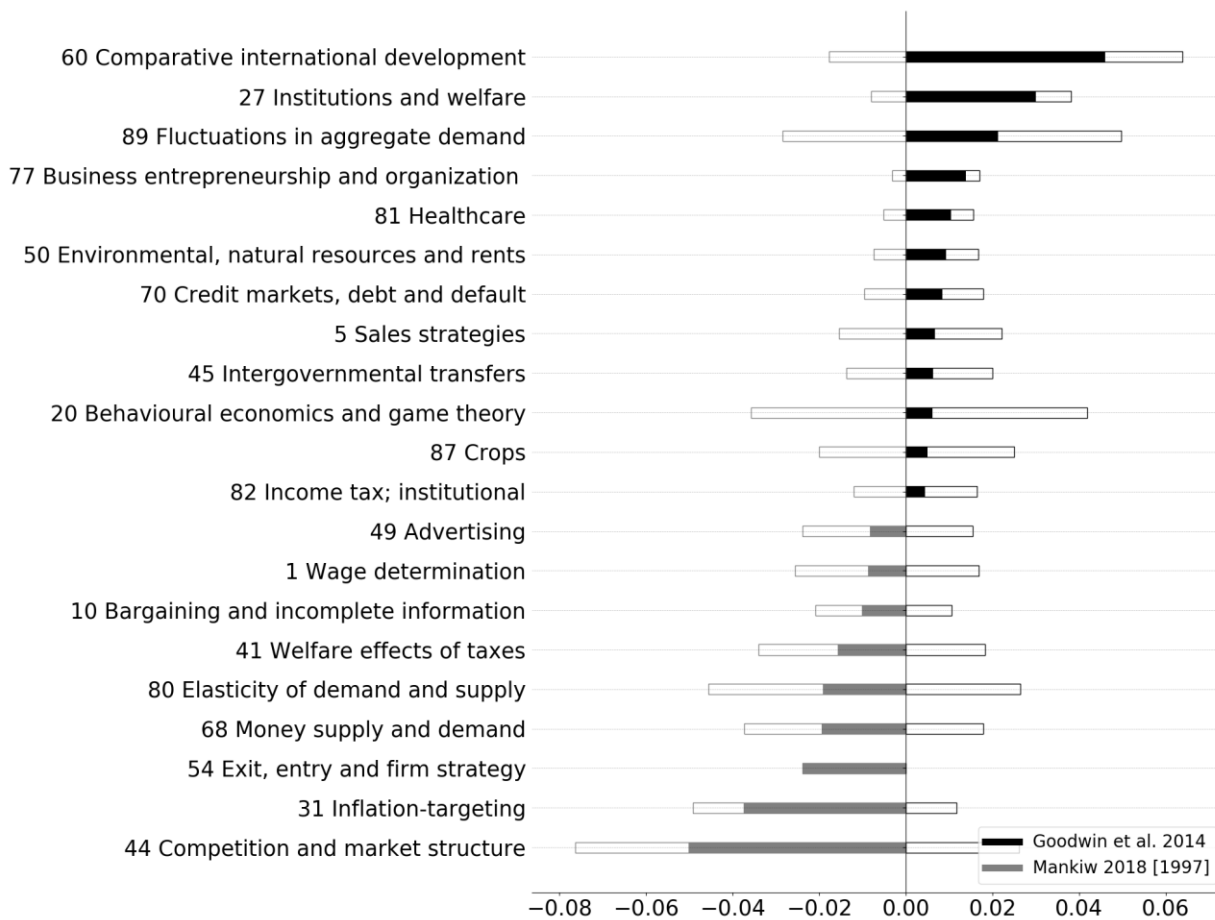 60 Comparative international development
27 Institutions and welfare
89 Fluctuations in aggregate demand
77 Business entrepreneurship and organization
81 Healthcare
50 Environmental, natural resources and rents
70 Credit markets, debt and default
5 Sales strategies
45 Intergovernmental transfers
20 Behavioural economics and game theory
87 Crops
82 Income tax; institutional
49 Advertising
1 Wage determination
10 Bargaining and incomplete information
41 Welfare effects of taxes
80 Elasticity of demand and supply
68 Money supply and demand
54 Exit, entry and firm strategy
31 Inflation-targeting
44 Competition and market structure
Goodwin et al. 2014
Mankiw 2018 [1997]
−0.08 −0.06 −0.04 −0.02 0.00 0.02 0.04 0.06